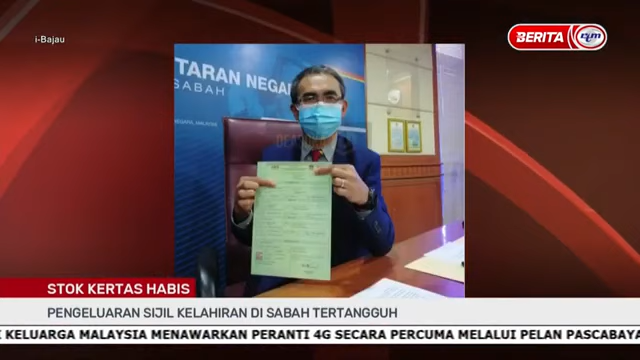 i-Bajau
BERITA rtm
TARAN NEGA
SABAH
STOK KERTAS HABIS
PENGELUARAN SIJIL KELAHIRAN DI SABAH TERTANGGUH
K KELUARGA MALAYSIA MENAWARKAN PERANTI 4G SECARA PERCUMA MELALUI PELAN PASCABAYA